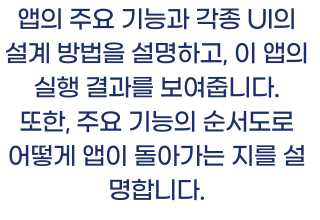 앱의 주요 기능과 각종 UI의
설계 방법을 설명하고, 이 앱의
실행 결과를 보여줍니다.
또한, 주요 기능의 순서도로
어떻게 앱이 돌아가는 지를 설
명합니다.